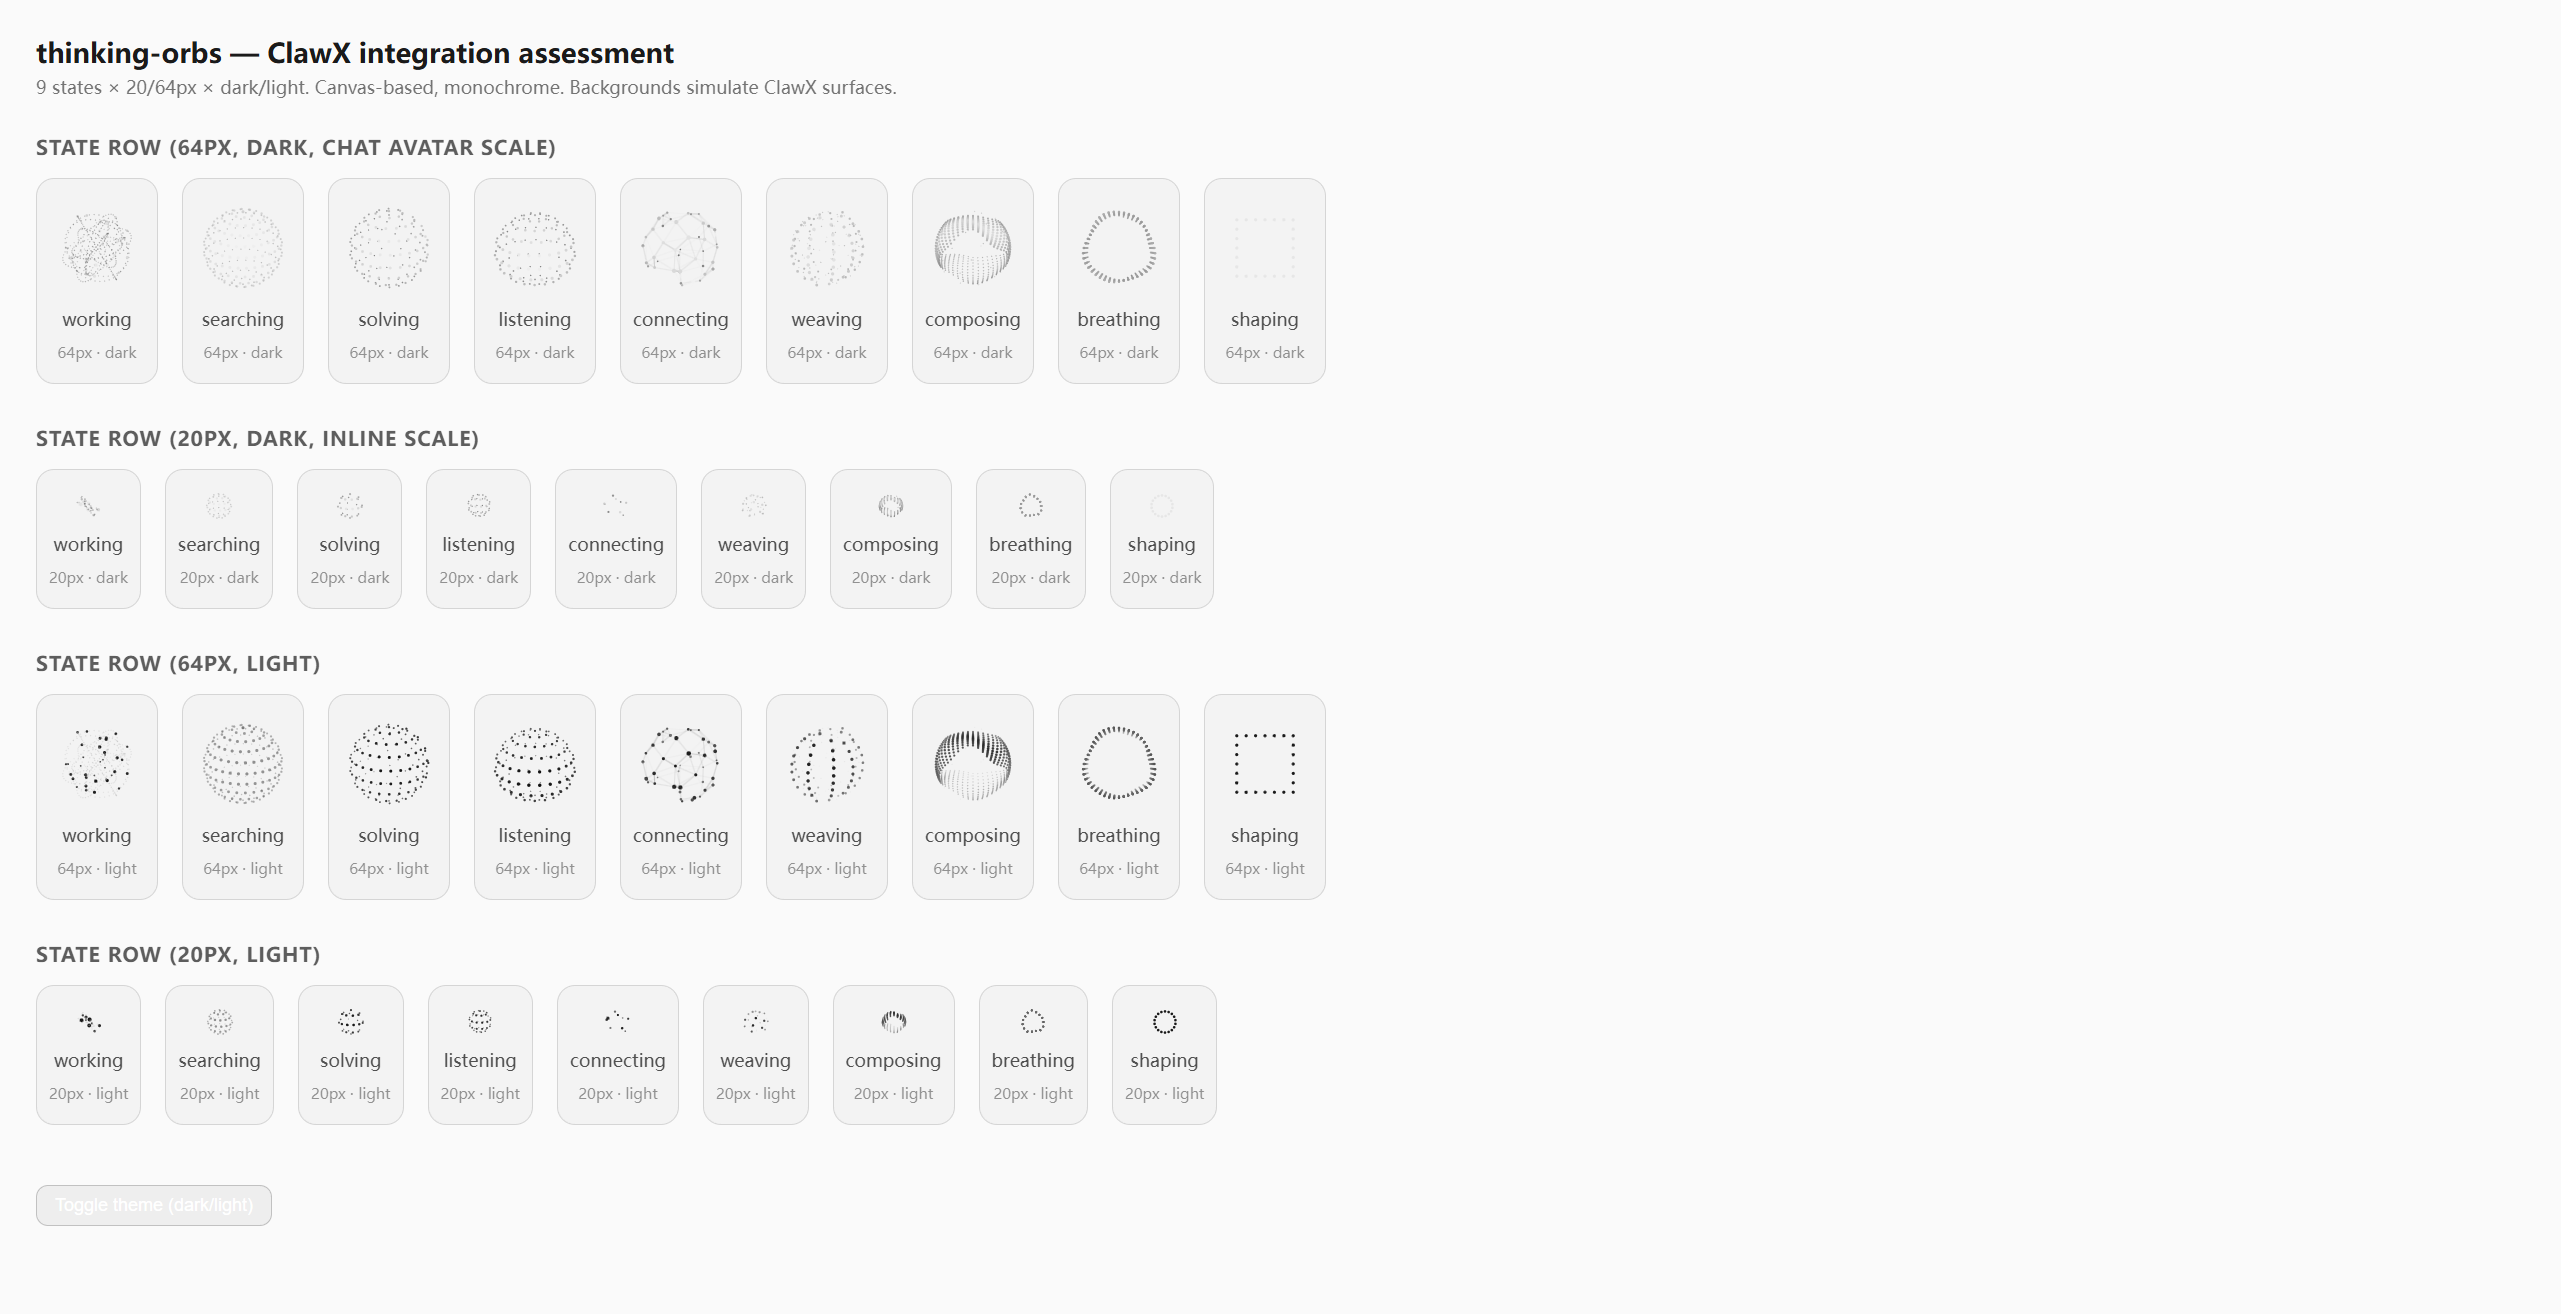 thinking-orbs — ClawX integration assessment
9 states × 20/64px × dark/light. Canvas-based, monochrome. Backgrounds simulate ClawX surfaces.
STATE ROW (64PX, DARK, CHAT AVATAR SCALE)
working searching solving listening connecting weaving composing breathing shaping
64px · dark 64px · dark 64px · dark 64px · dark 64px · dark 64px · dark 64px · dark 64px · dark 64px · dark
STATE ROW (20PX, DARK, INLINE SCALE)
working searching solving listening connecting weaving composing breathing shaping
20px · dark 20px · dark 20px · dark 20px · dark 20px · dark 20px · dark 20px · dark 20px · dark 20px · dark
STATE ROW (64PX, LIGHT)
working searching solving listening connecting weaving composing breathing shaping
64px · light 64px · light 64px · light 64px · light 64px · light 64px · light 64px · light 64px · light 64px · light
STATE ROW (20PX, LIGHT)
working searching solving listening connecting weaving composing breathing shaping
20px · light 20px · light 20px · light 20px · light 20px · light 20px · light 20px · light 20px · light 20px · light
Toggle theme (dark/light)